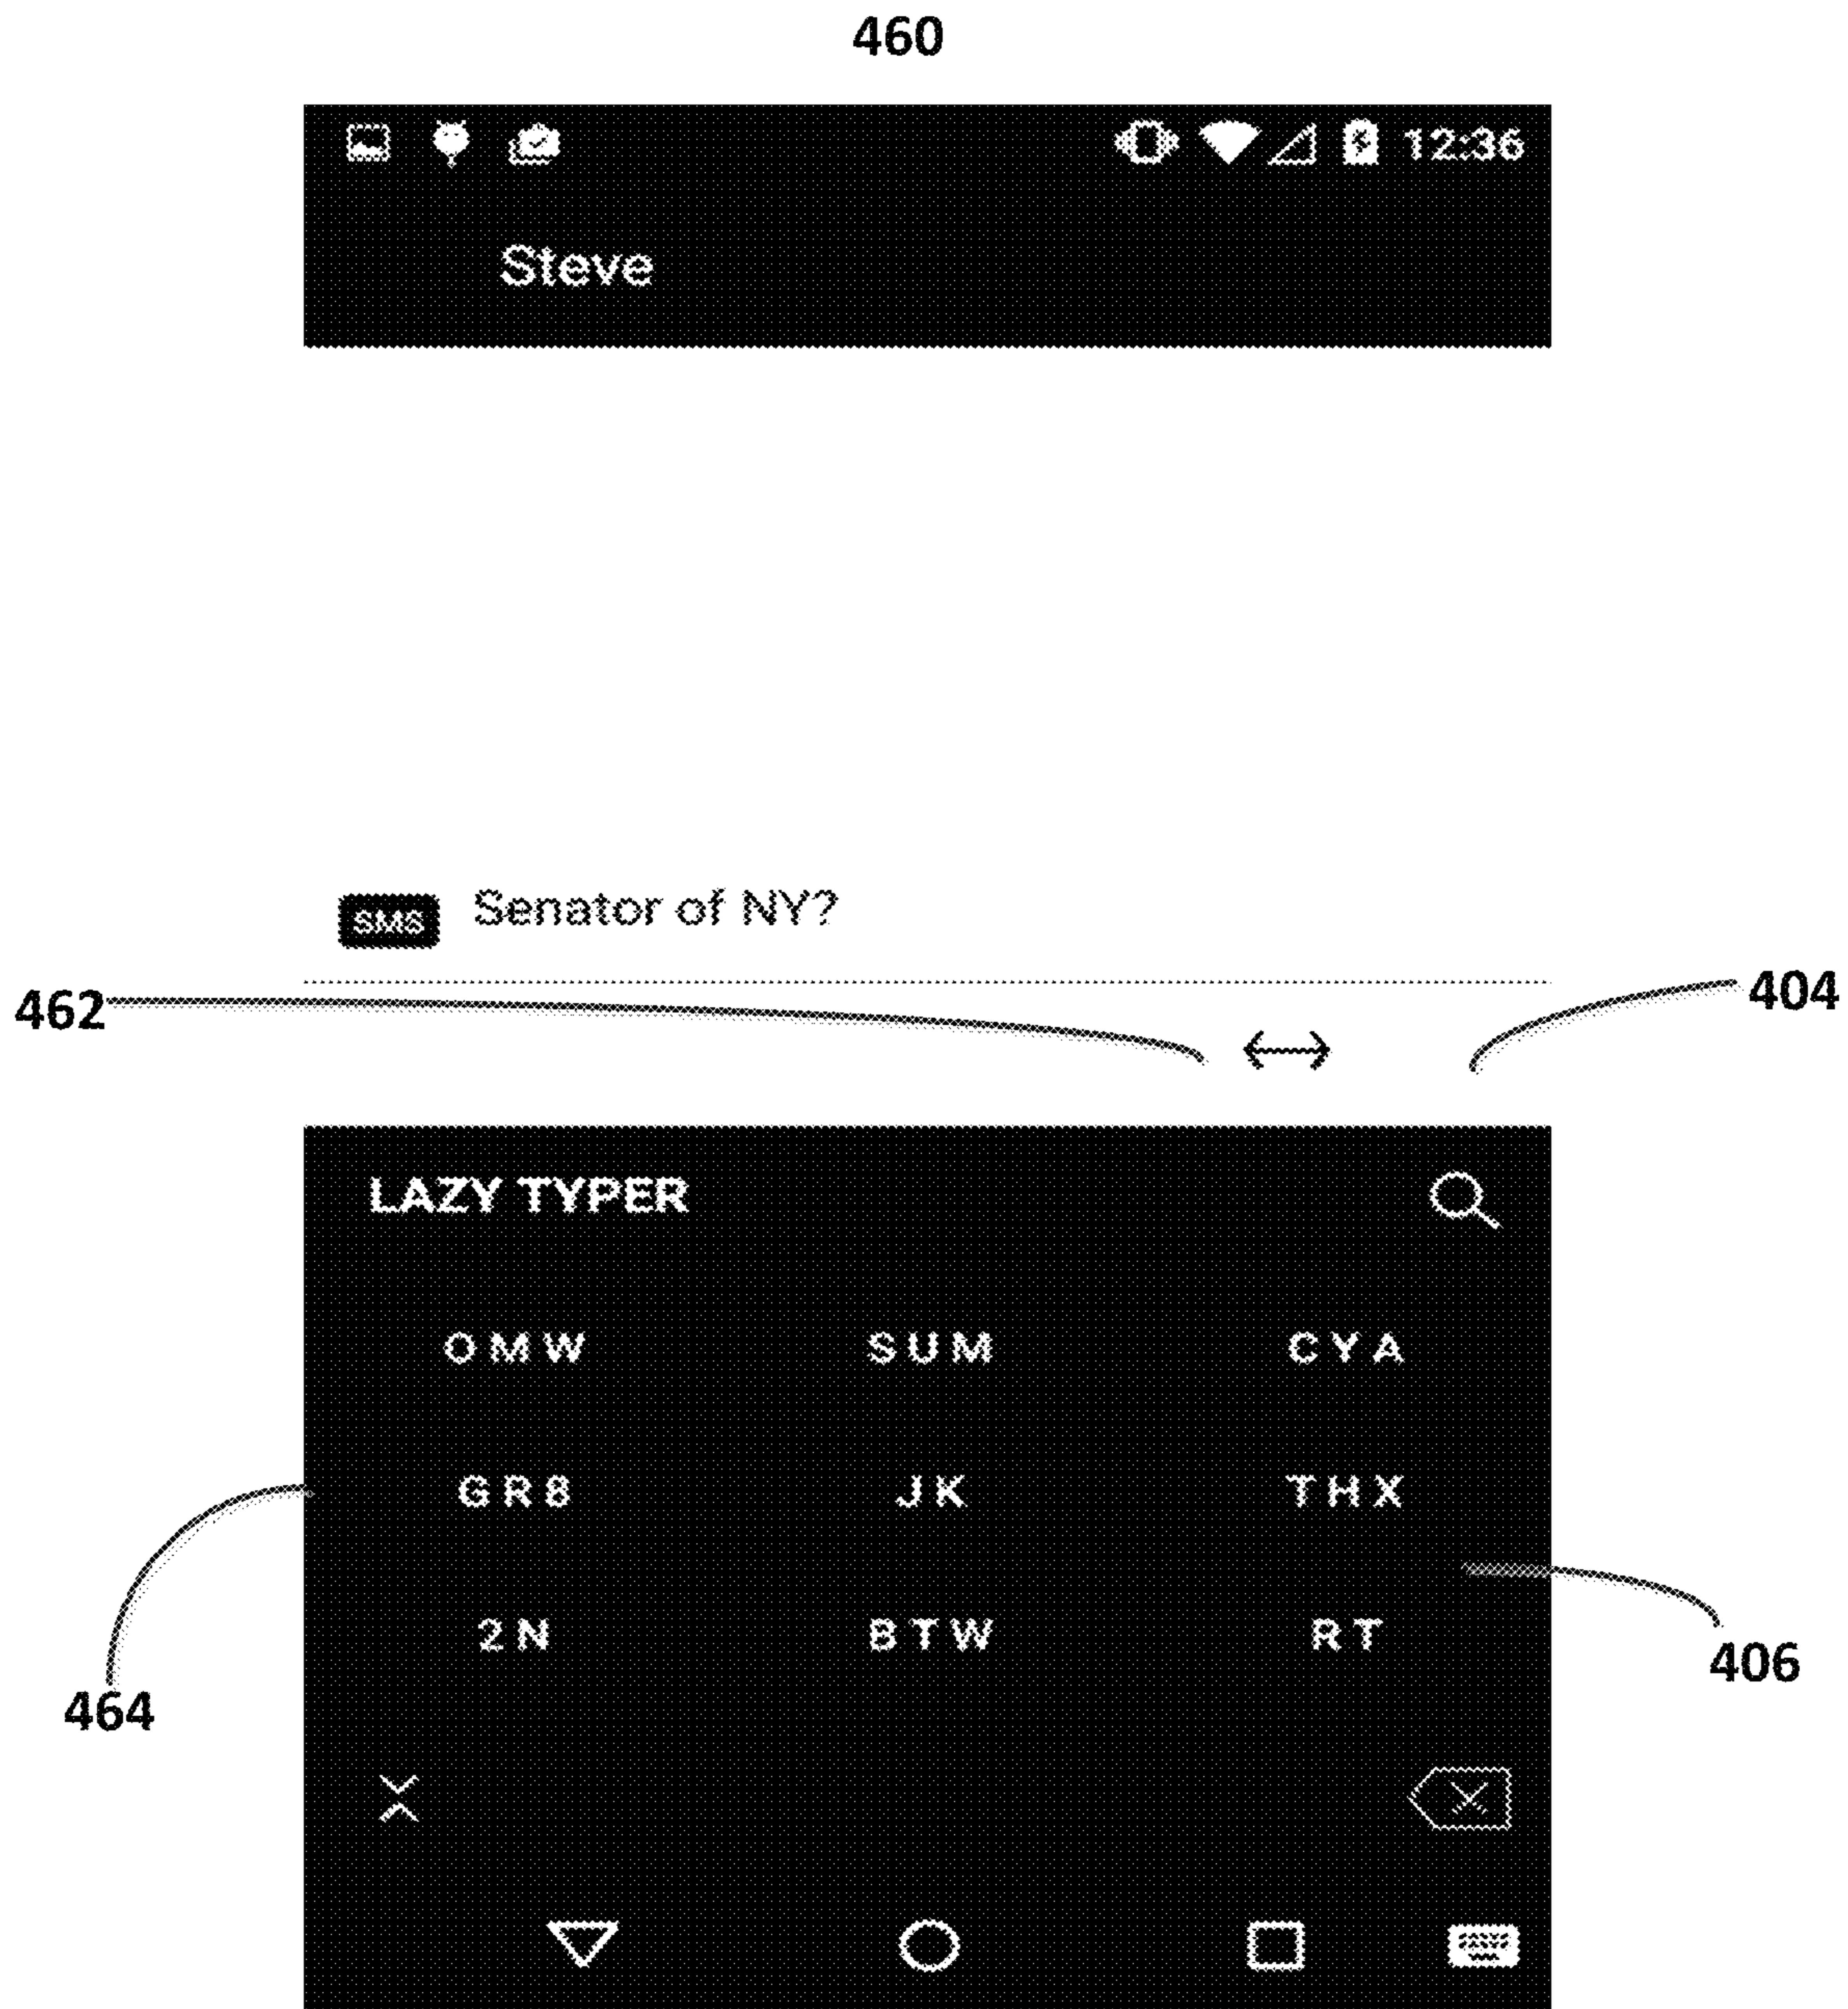 460
12:36
Steve
SMS Senator of NY?
462
404
LAZY TYPER
OMW SUM CYA
GR8 JK THX
2N BTW RT
464
406